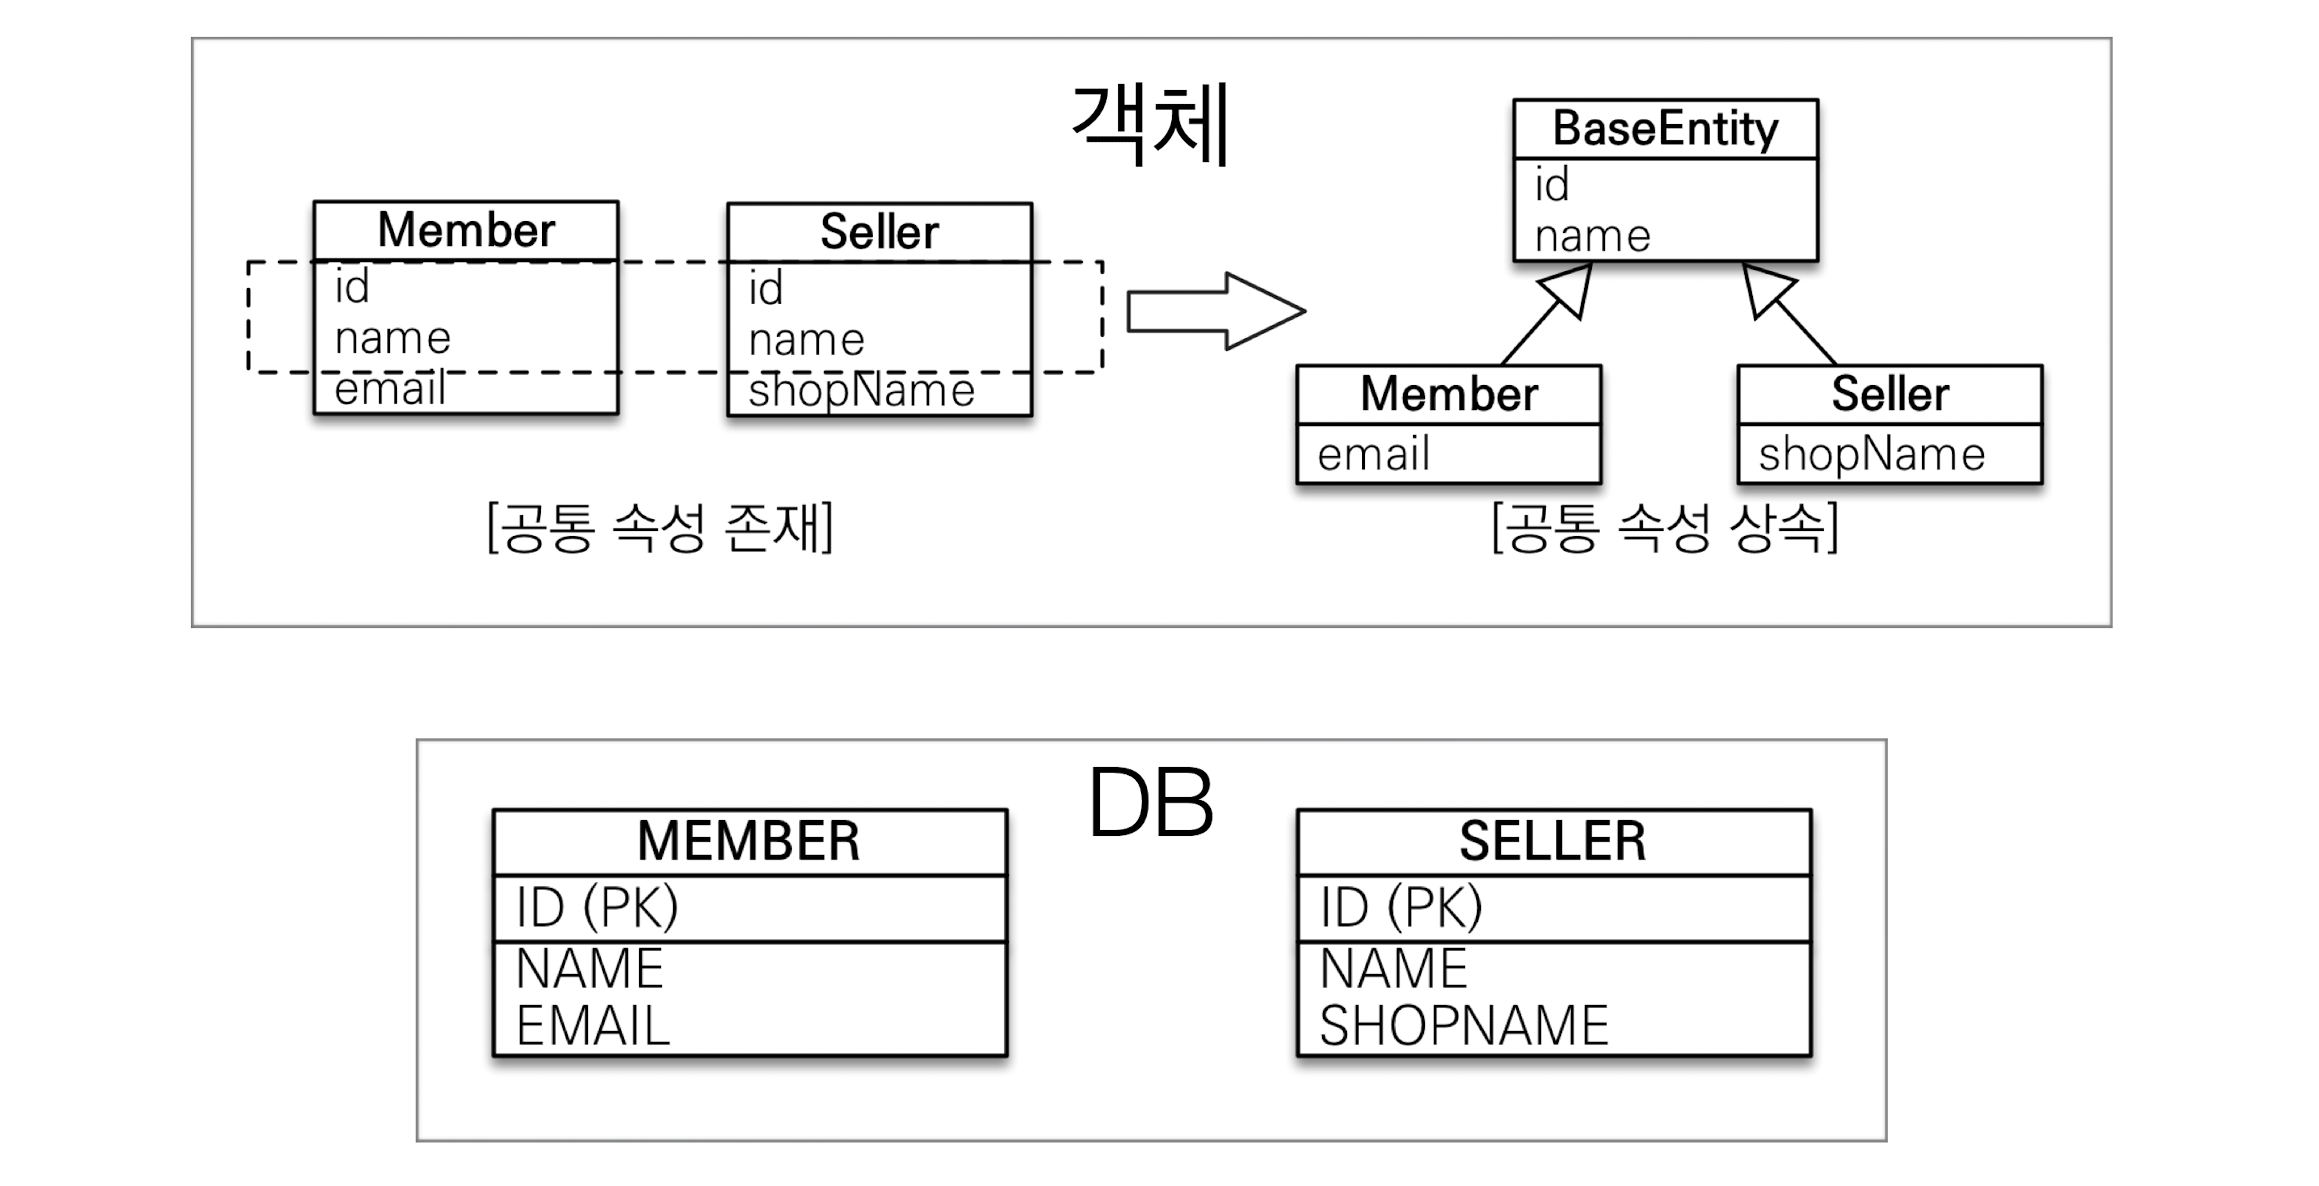 객체
Member
id
name
email
Seller
id
name
shopName
[공통 속성 존재]
BaseEntity
id
name
Member
email
Seller
shopName
[공통 속성 상속]
DB
MEMBER
ID (PK)
NAME
EMAIL
SELLER
ID (PK)
NAME
SHOPNAME